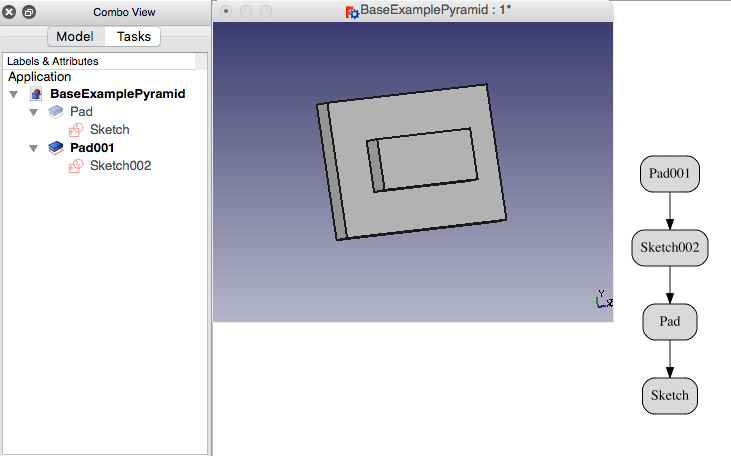 Combo View
Model
Tasks
Labels & Attributes
Application
BaseExamplePyramid
Pad
Sketch
Pad001
Sketch002
BaseExamplePyramid : 1*
Y
Pad001
Sketch002
Pad
Sketch